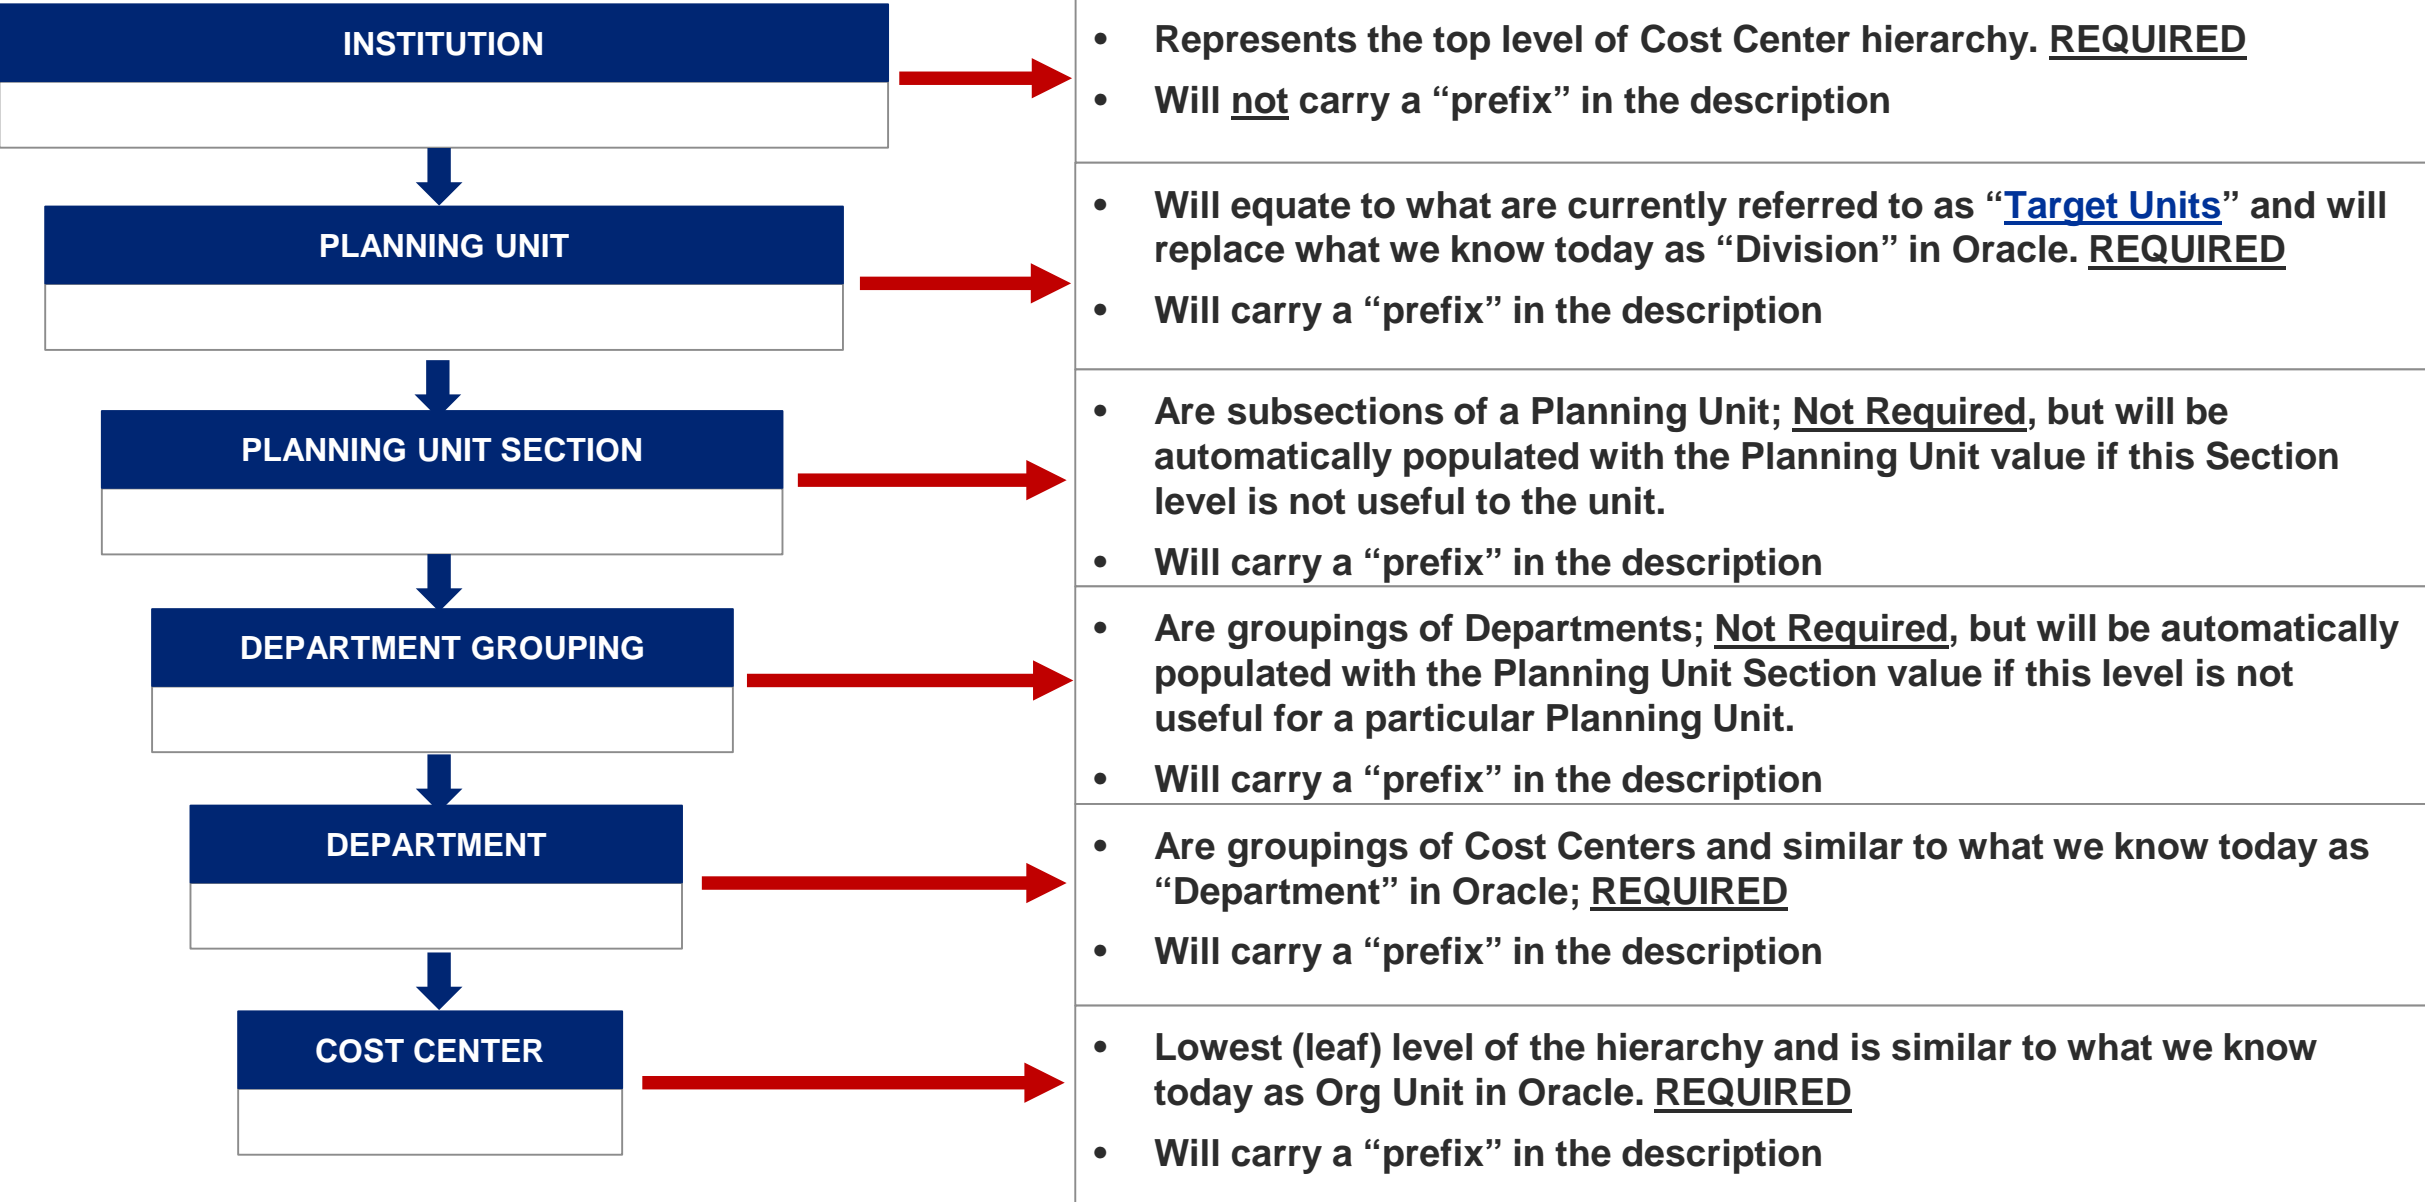 INSTITUTION
• Represents the top level of Cost Center hierarchy. REQUIRED
• Will not carry a “prefix” in the description
PLANNING UNIT
• Will equate to what are currently referred to as “Target Units” and will
replace what we know today as “Division” in Oracle. REQUIRED
• Will carry a “prefix” in the description
PLANNING UNIT SECTION
• Are subsections of a Planning Unit; Not Required, but will be
automatically populated with the Planning Unit value if this Section
level is not useful to the unit.
• Will carry a “prefix” in the description
DEPARTMENT GROUPING
• Are groupings of Departments; Not Required, but will be automatically
populated with the Planning Unit Section value if this level is not
useful for a particular Planning Unit.
• Will carry a “prefix” in the description
DEPARTMENT
• Are groupings of Cost Centers and similar to what we know today as
“Department” in Oracle; REQUIRED
• Will carry a “prefix” in the description
COST CENTER
• Lowest (leaf) level of the hierarchy and is similar to what we know
today as Org Unit in Oracle. REQUIRED
• Will carry a “prefix” in the description